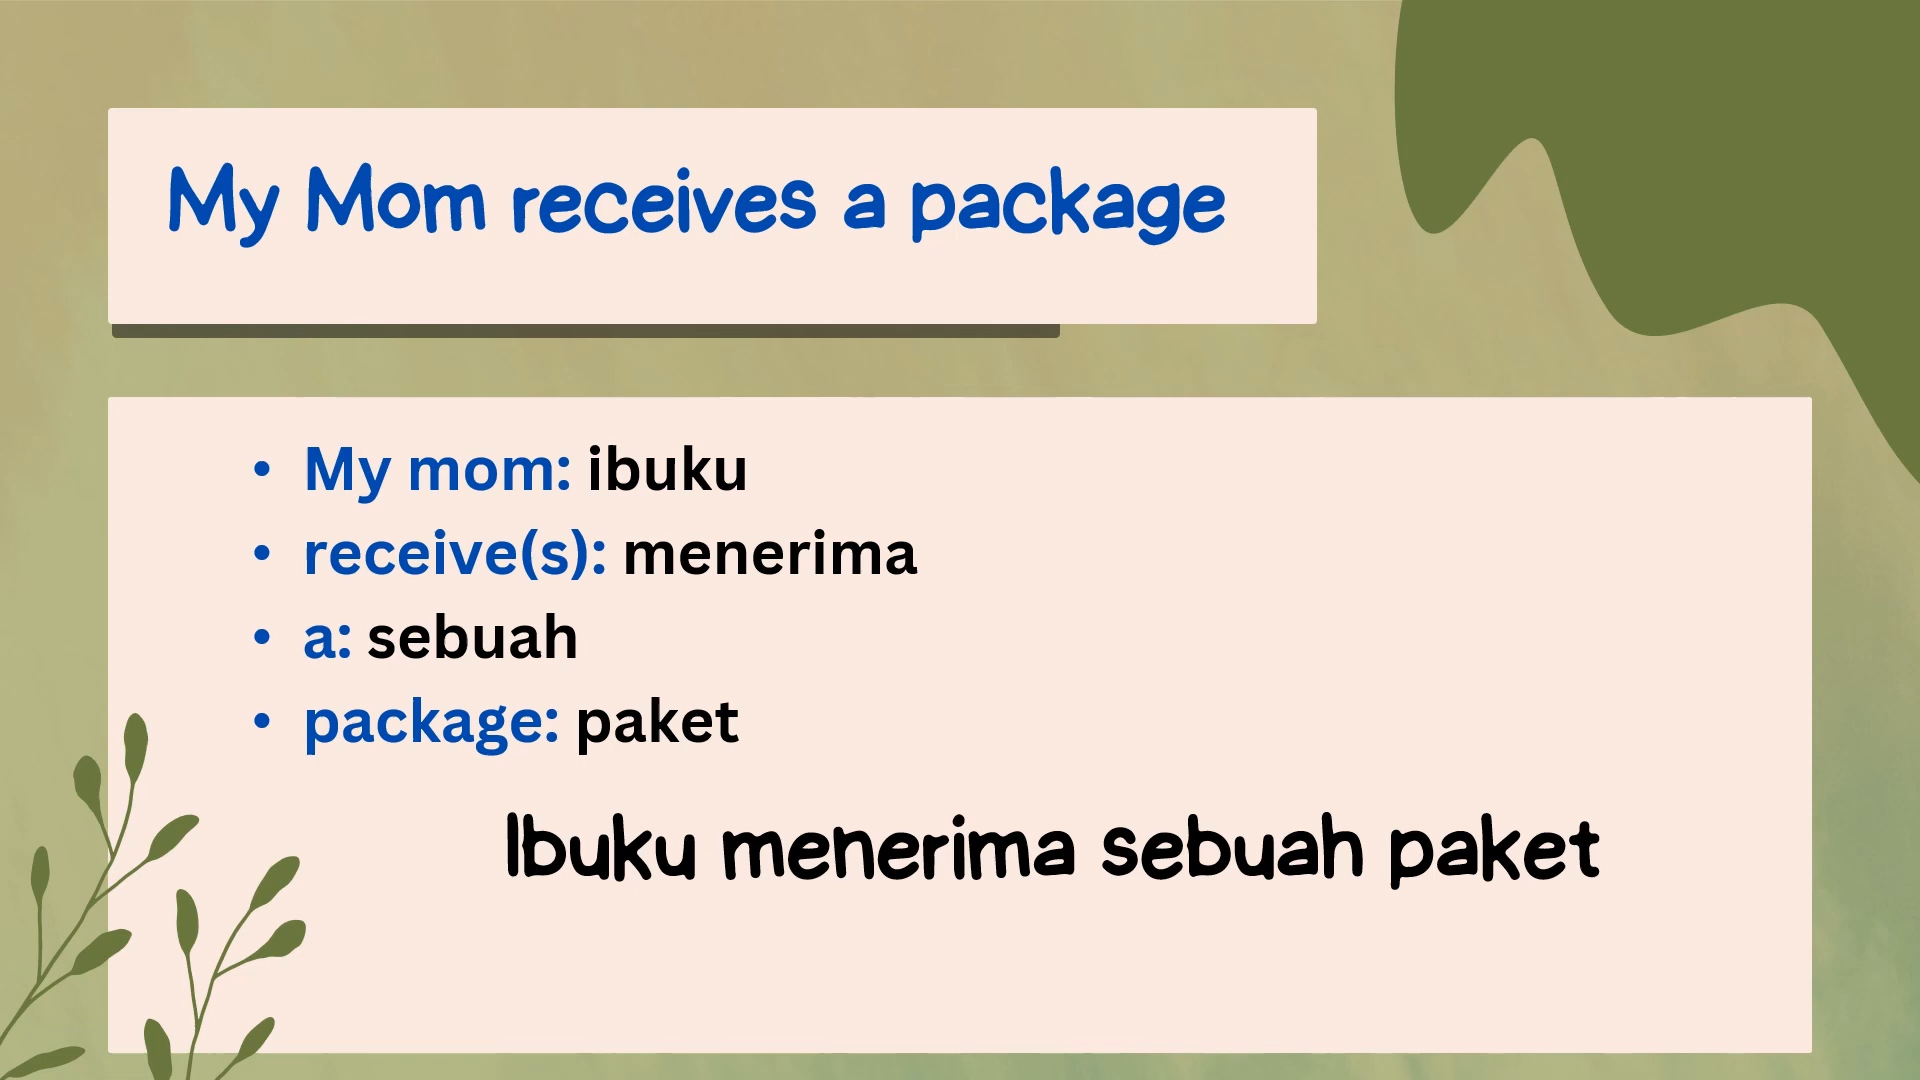 My Mom receives a package
• My mom: ibuku
• receive(s): menerima
• a: sebuah
• package: paket
Ibuku menerima sebuah paket